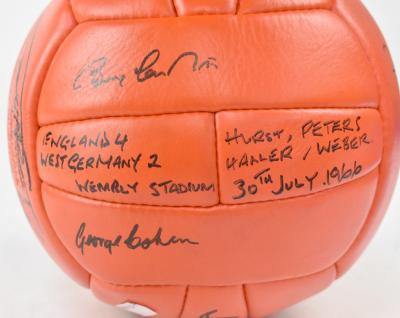 ENGLAND 4
WEST GERMANY 2
WEMBLY STADIUM
HURST, PETERS
HALLER / WEBER.
30TH JULY. 1966
George Cohen